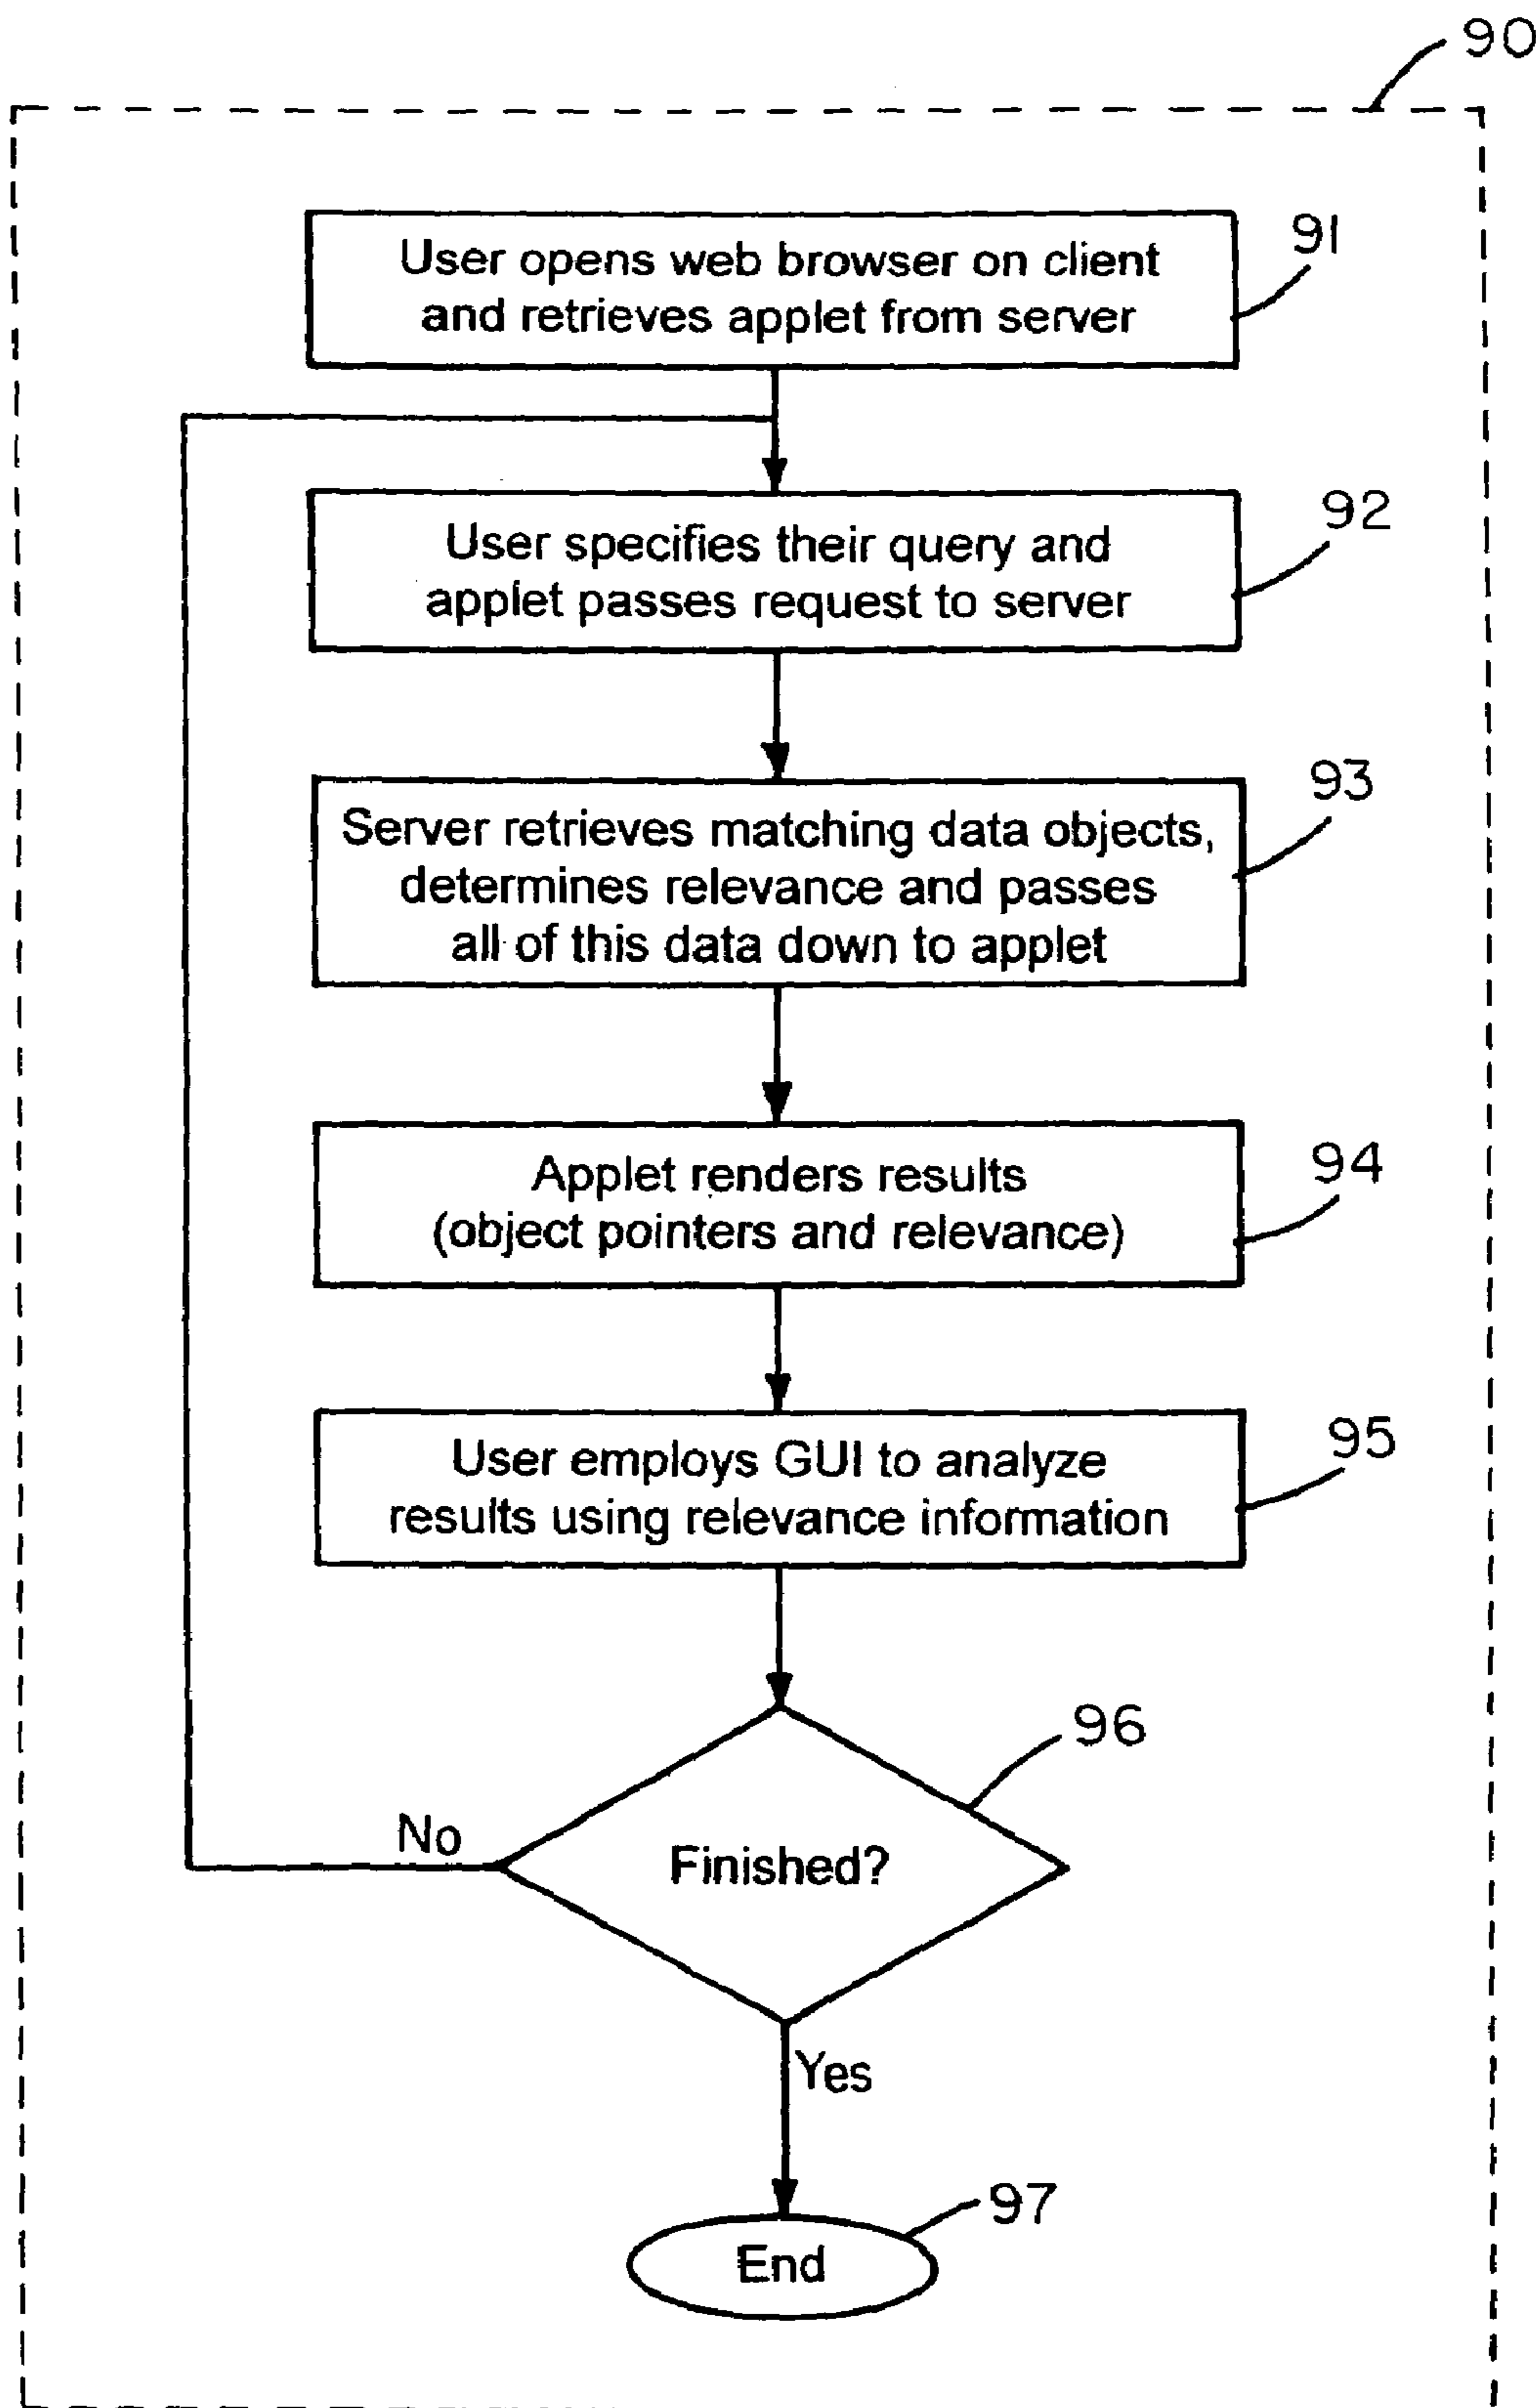 90
User opens web browser on client
and retrieves applet from server
91
User specifies their query and
applet passes request to server
92
Server retrieves matching data objects,
determines relevance and passes
all of this data down to applet
93
Applet renders results
(object pointers and relevance)
94
User employs GUI to analyze
results using relevance information
95
96
No
Finished?
Yes
97
End